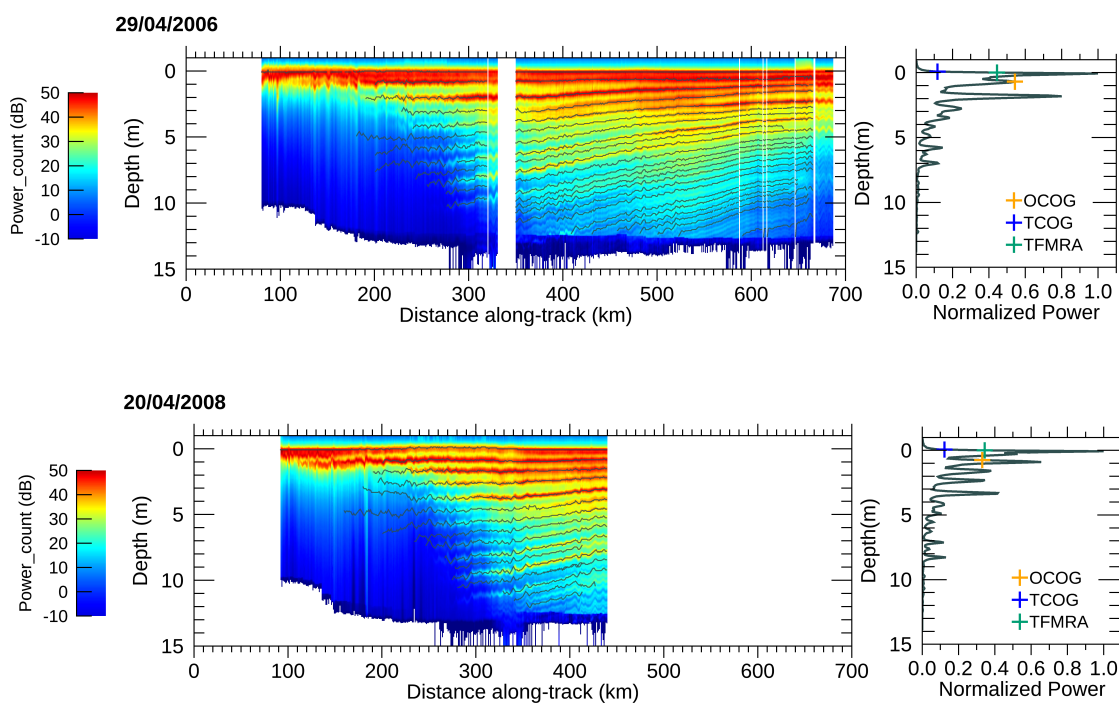 29/04/2006
Power_count (dB)
50
40
30
20
10
0
-10
Depth (m)
0
5
10
15
0 100 200 300 400 500 600 700
Distance along-track (km)
Depth(m)
0
5
10
15
OCOG
TCOG
TFMRA
0.0 0.2 0.4 0.6 0.8 1.0
Normalized Power
20/04/2008
Power_count (dB)
50
40
30
20
10
0
-10
Depth (m)
0
5
10
15
0 100 200 300 400 500 600 700
Distance along-track (km)
Depth(m)
0
5
10
15
OCOG
TCOG
TFMRA
0.0 0.2 0.4 0.6 0.8 1.0
Normalized Power